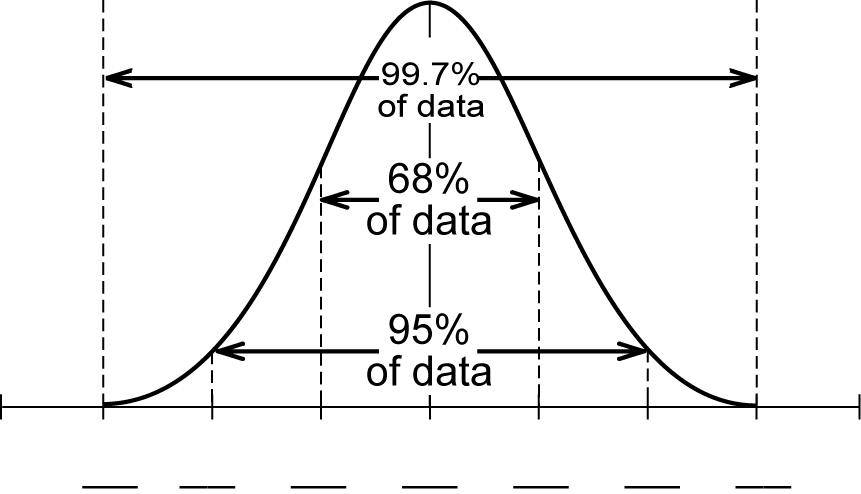 99.7%
of data
68%
of data
95%
of data